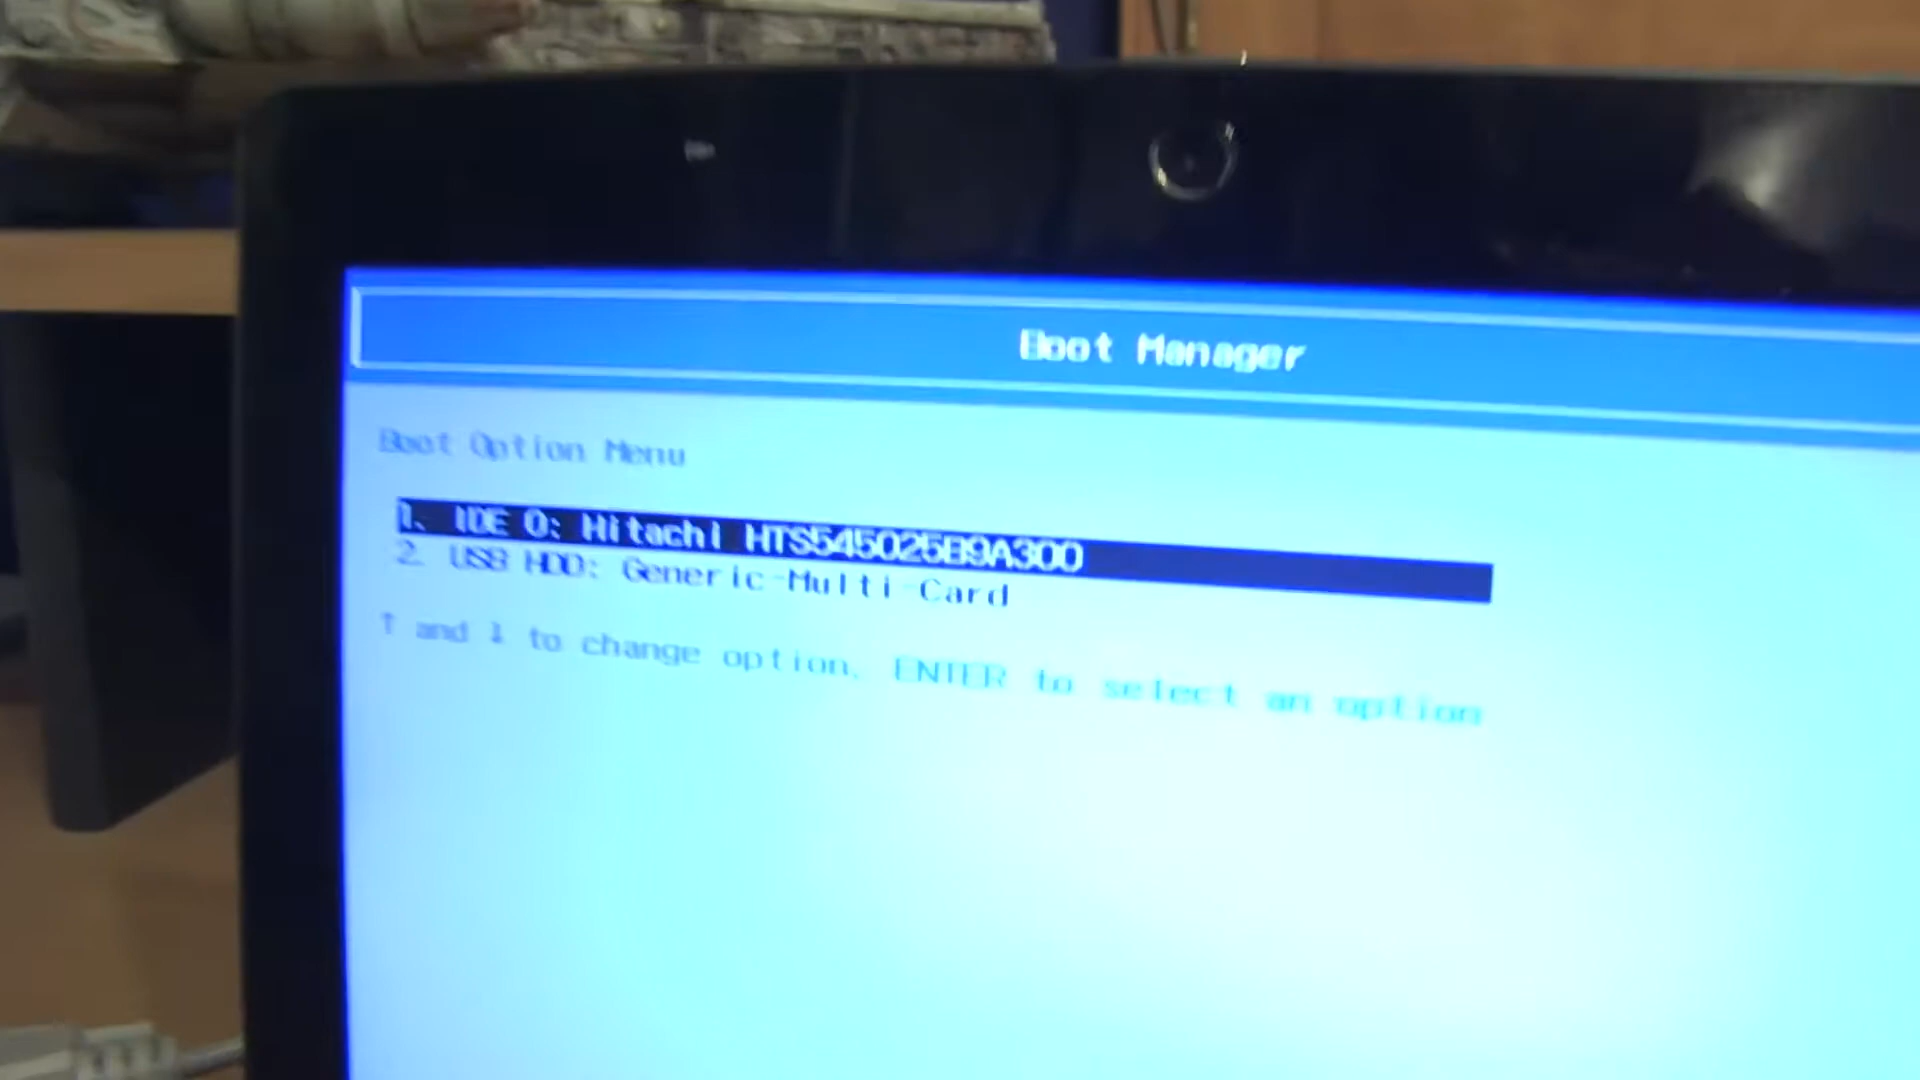 Boot Manager
Boot Option Menu
1. IDE 0: Hitachi HTS545025B9A300
2. USB HDD: Generic-Multi-Card
↑ and ↓ to change option, ENTER to select an option